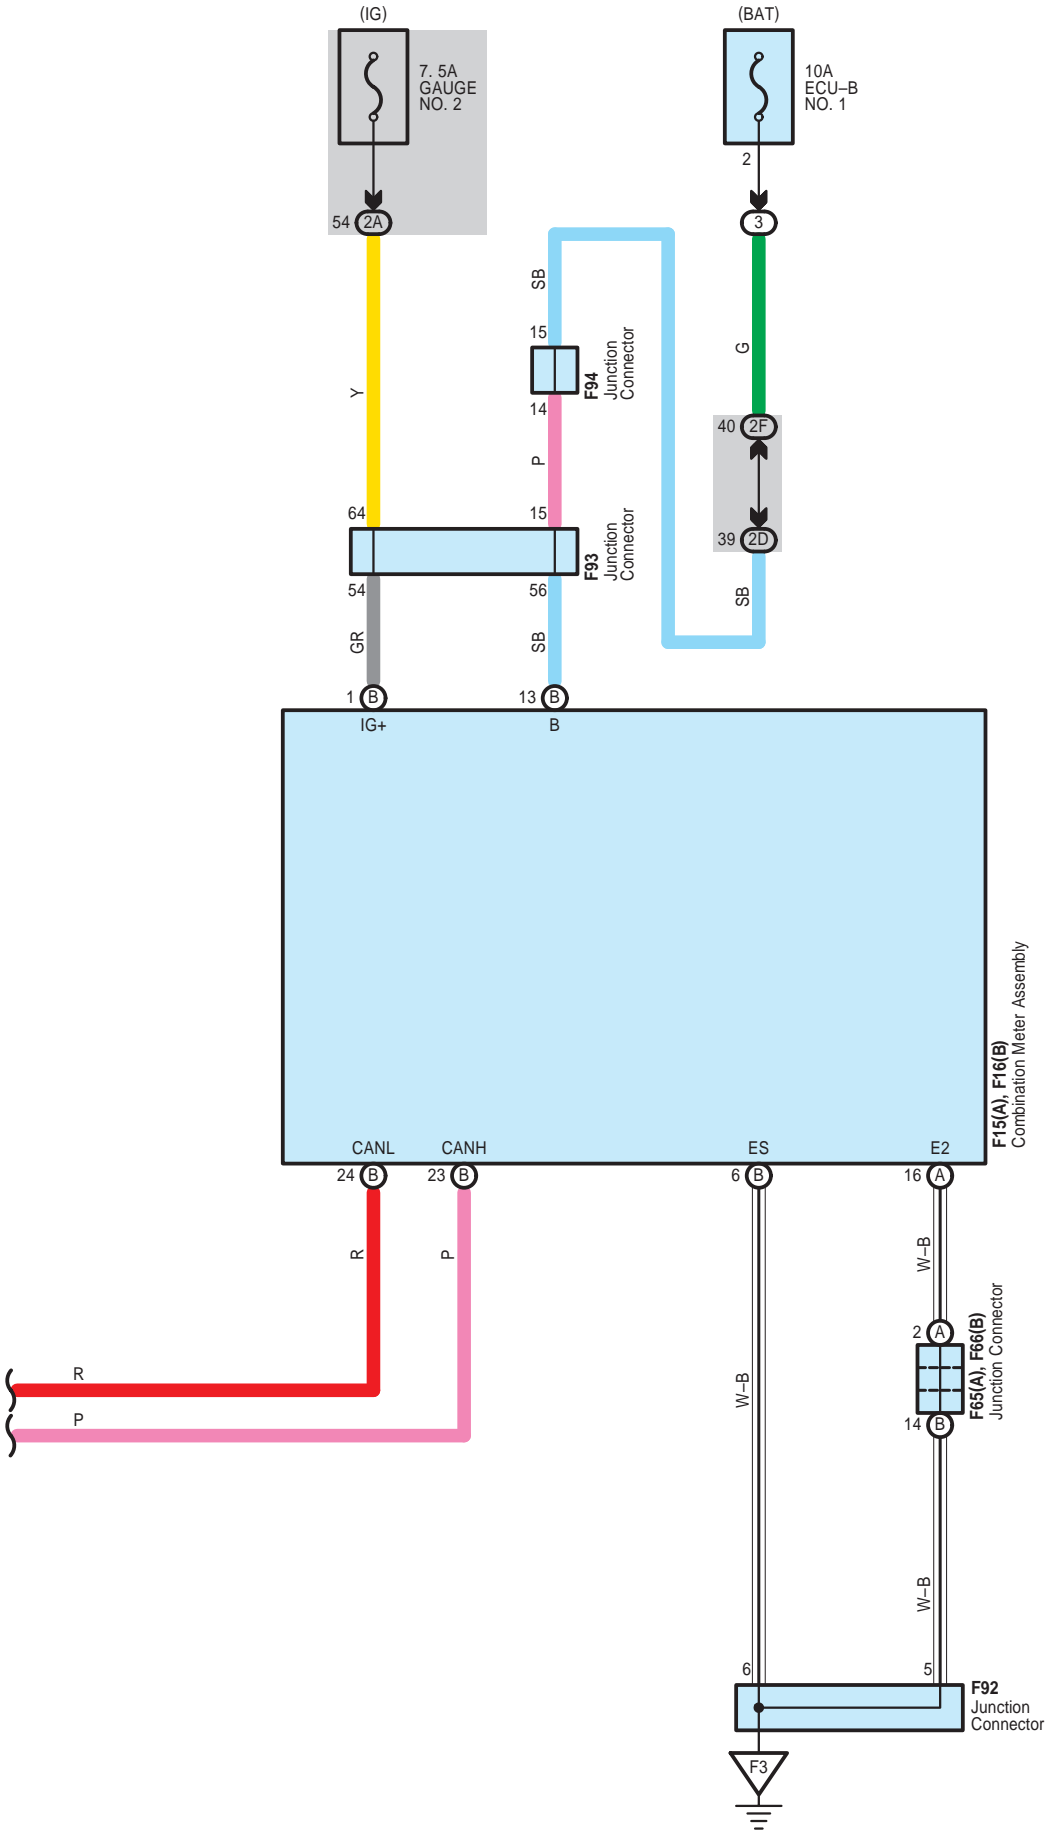 (IG)
(BAT)
7. 5A
GAUGE
NO. 2
10A
ECU–B
NO. 1
2
54 2A
3
SB
15
G
Y
F94
Junction
Connector
14
40 2F
P
64
15
39 2D
F93
Junction
Connector
54
56
SB
GR
SB
1 B
13 B
IG+
B
F15(A), F16(B)
Combination Meter Assembly
CANL
CANH
ES
E2
24 B
23 B
6 B
16 A
R
P
W–B
2 A
F65(A), F66(B)
Junction Connector
R
W–B
P
14 B
W–B
6
5
F92
Junction
Connector
F3